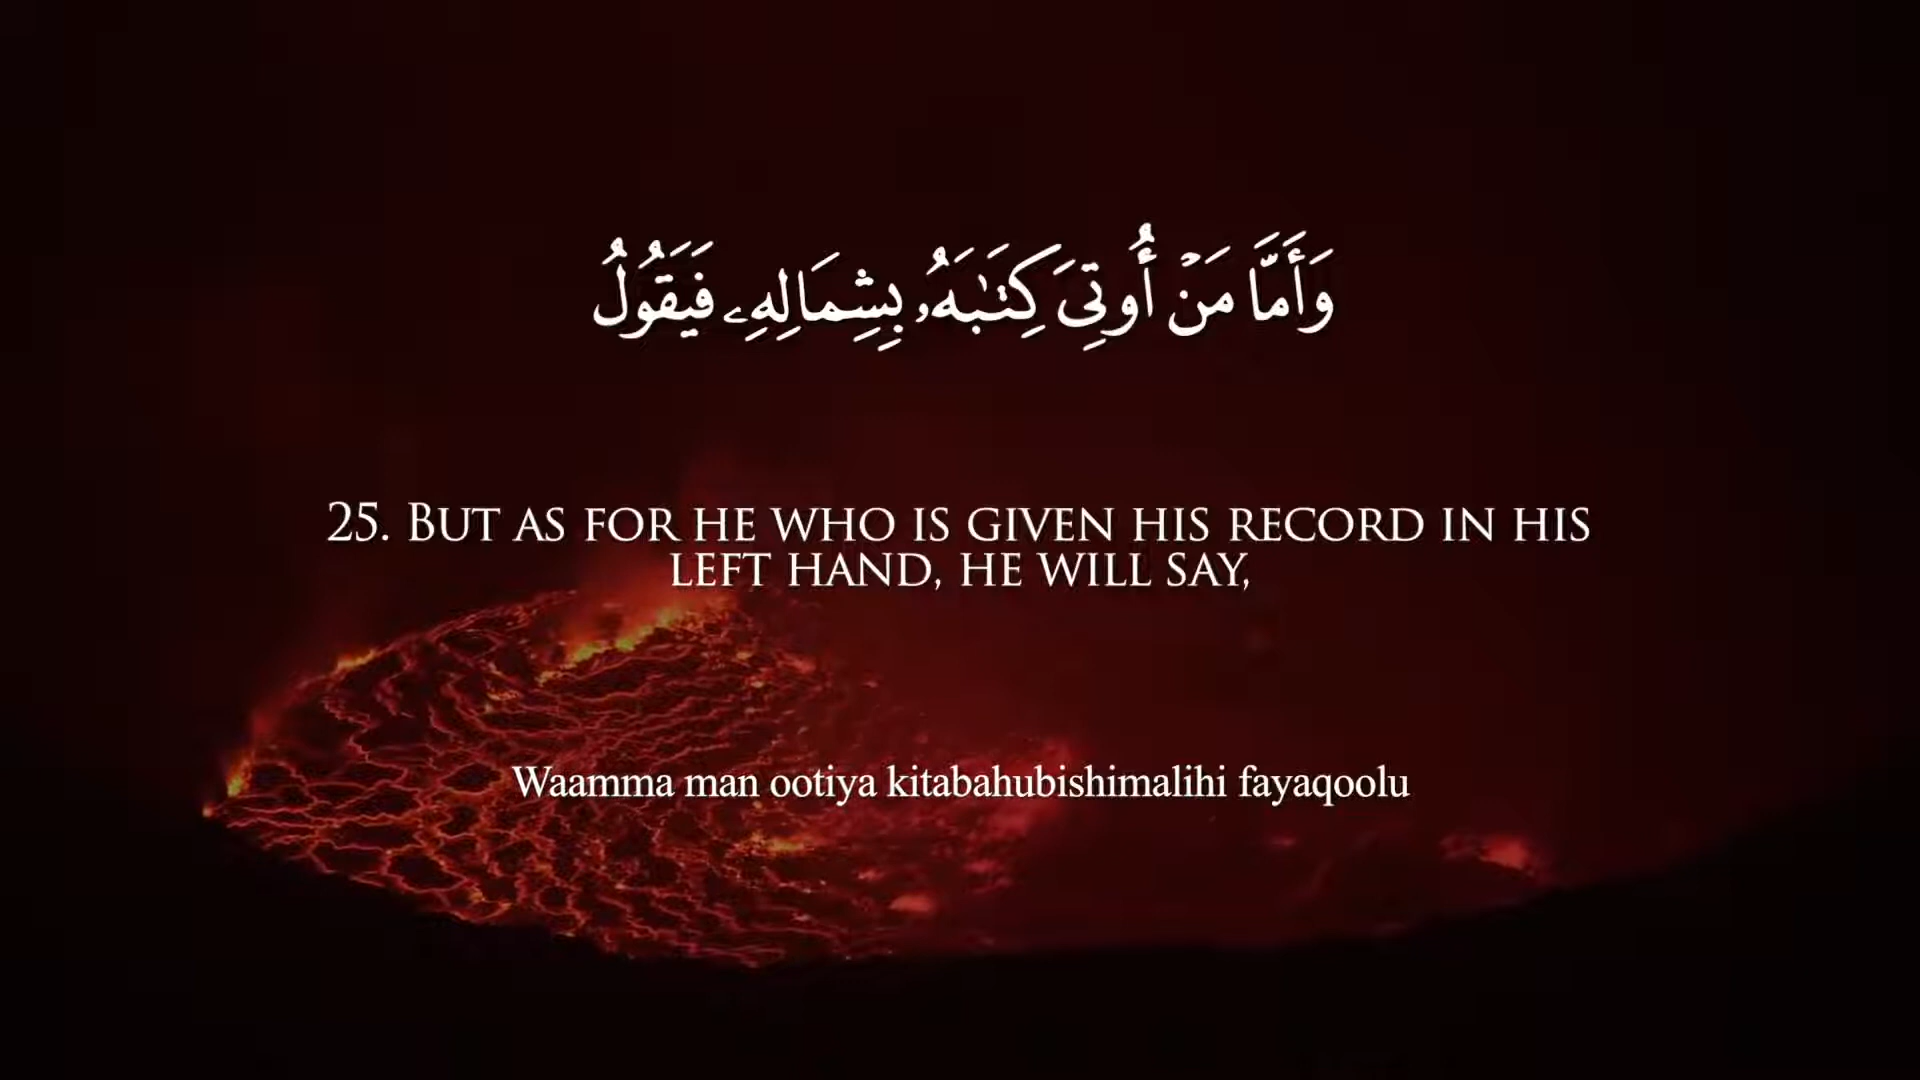 وَأَمَّا مَنْ أُوتِىَ كِتَـٰبَهُۥ بِشِمَالِهِۦ فَيَقُولُ
25. But as for he who is given his record in his
left hand, he will say,
Waamma man ootiya kitabahubishimalihi fayaqoolu